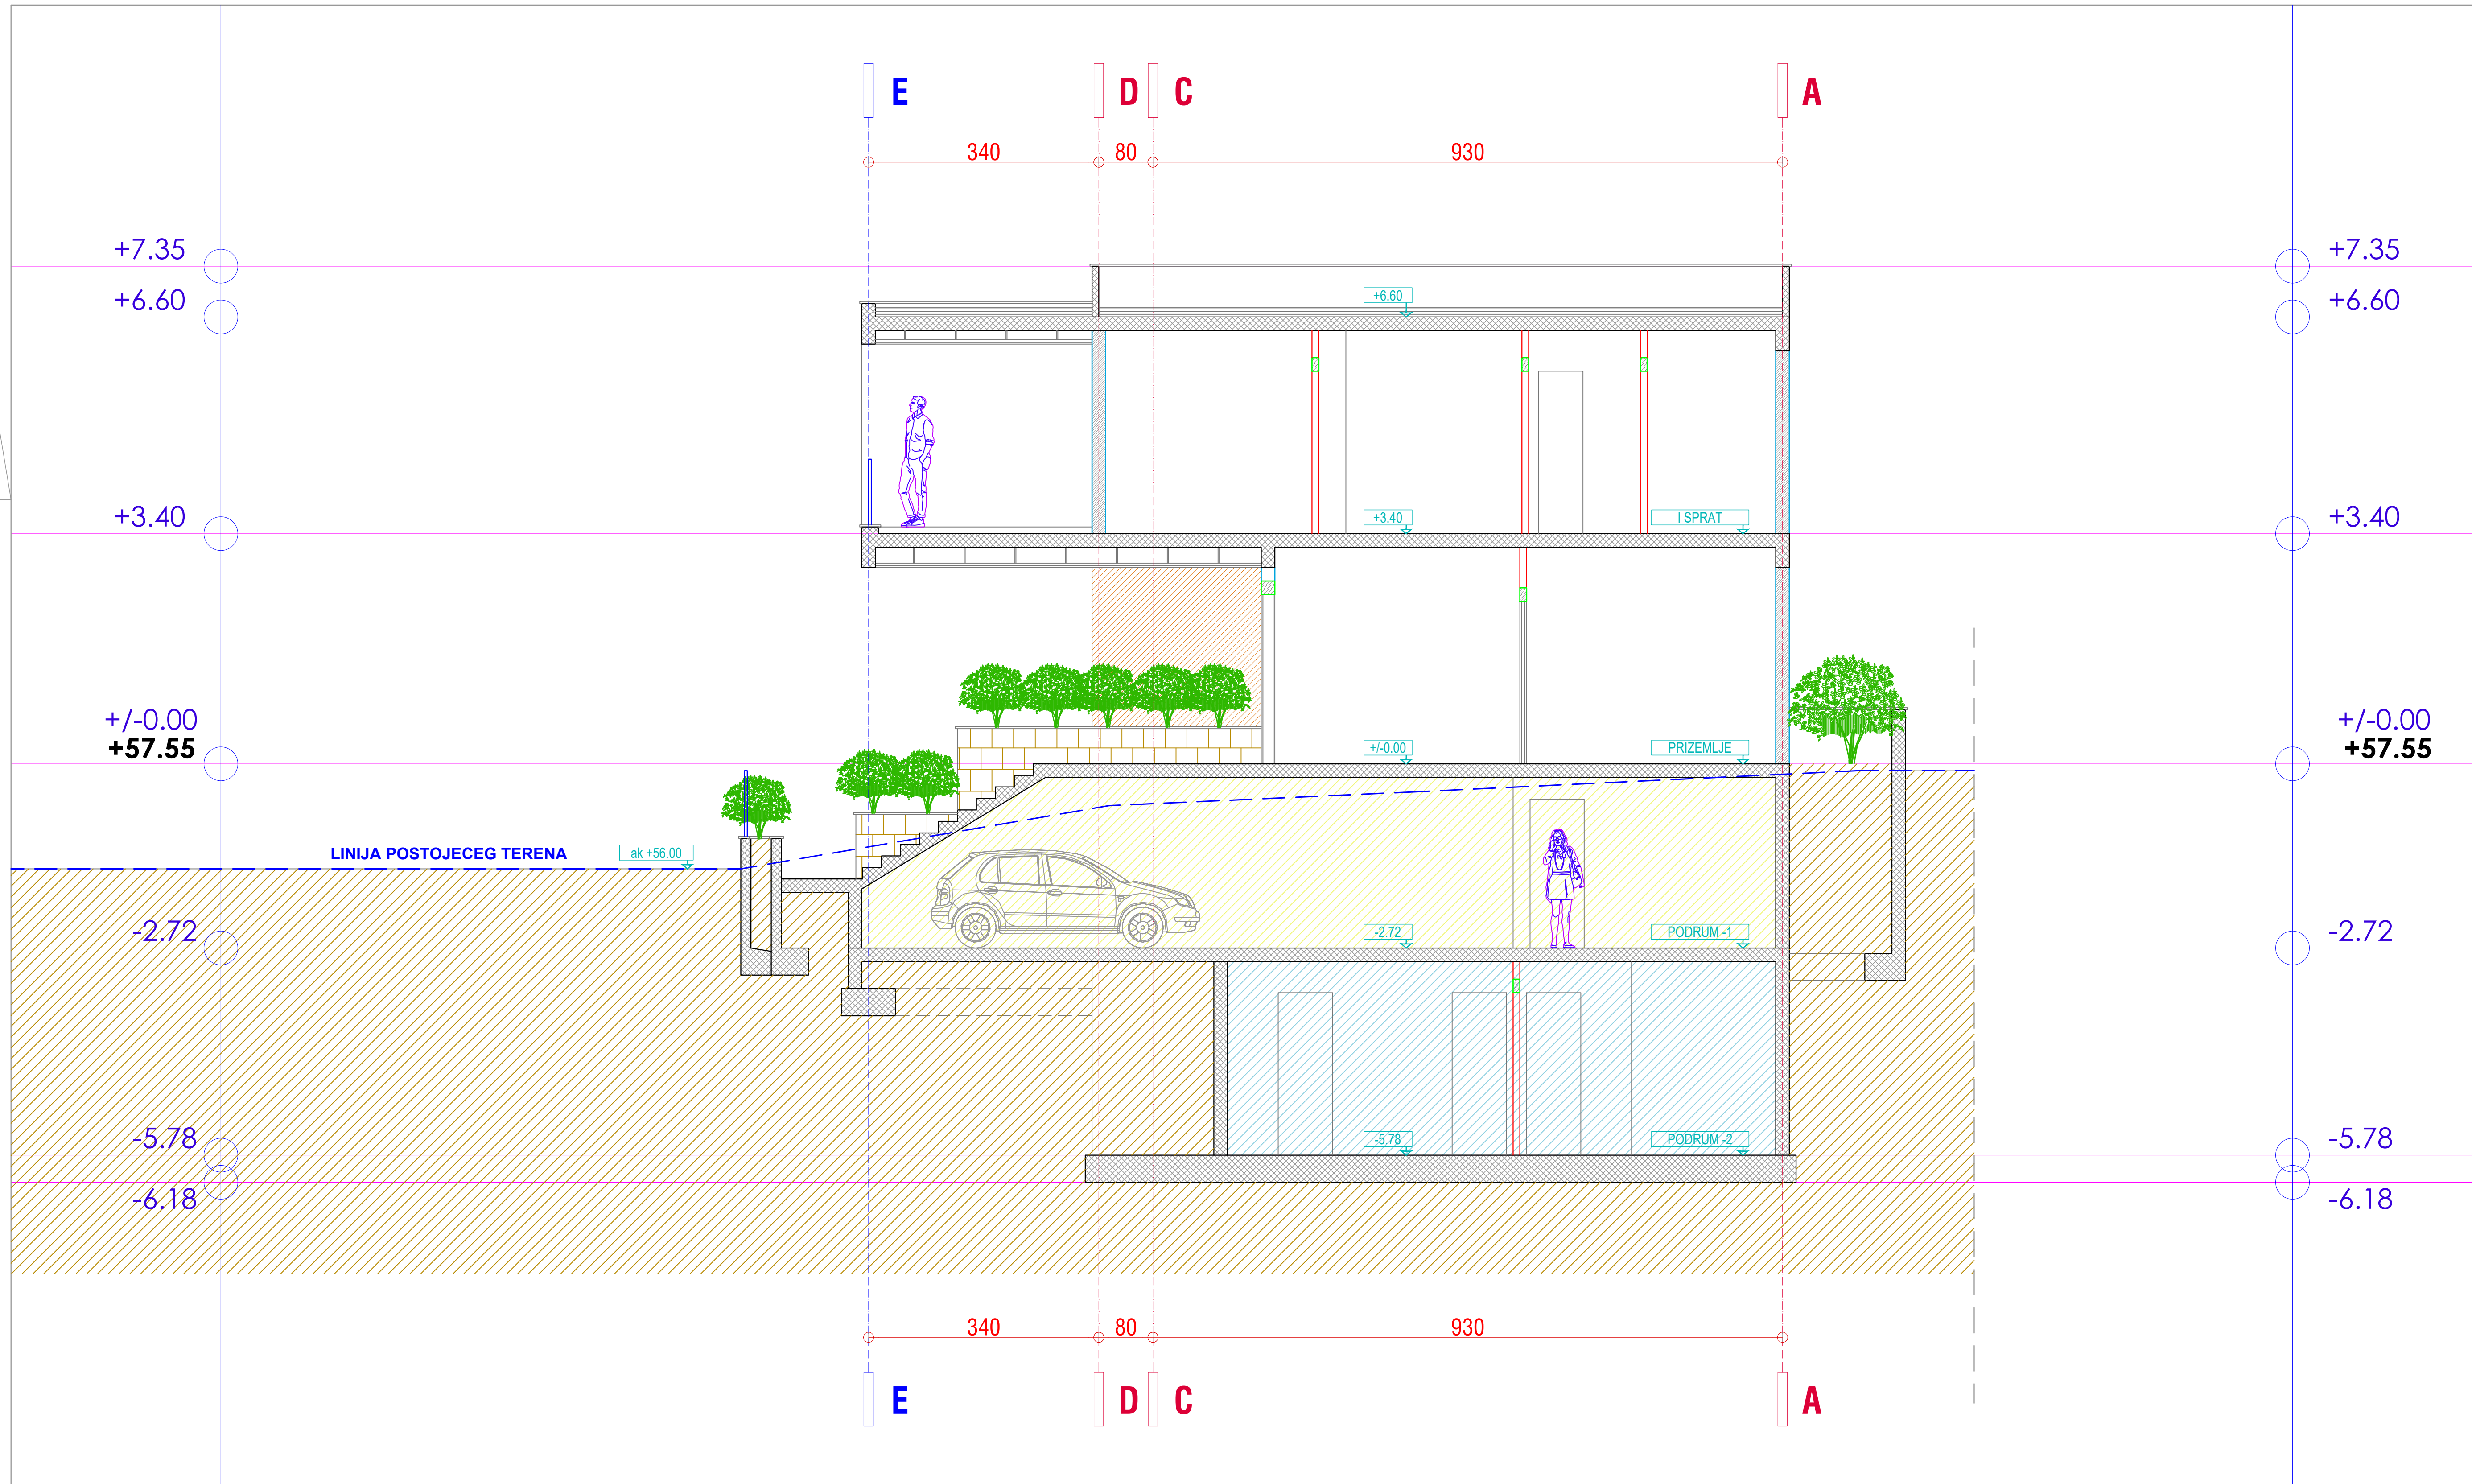 E D C A
340 80 930
+7.35 +7.35
+6.60 +6.60 +6.60
+3.40 +3.40 I SPRAT +3.40
+/-0.00 +/-0.00 PRIZEMLJE +/-0.00
+57.55 +57.55
LINIJA POSTOJECEG TERENA ak +56.00
-2.72 -2.72 PODRUM -1 -2.72
-5.78 -5.78 PODRUM -2 -5.78
-6.18 -6.18
340 80 930
E D C A